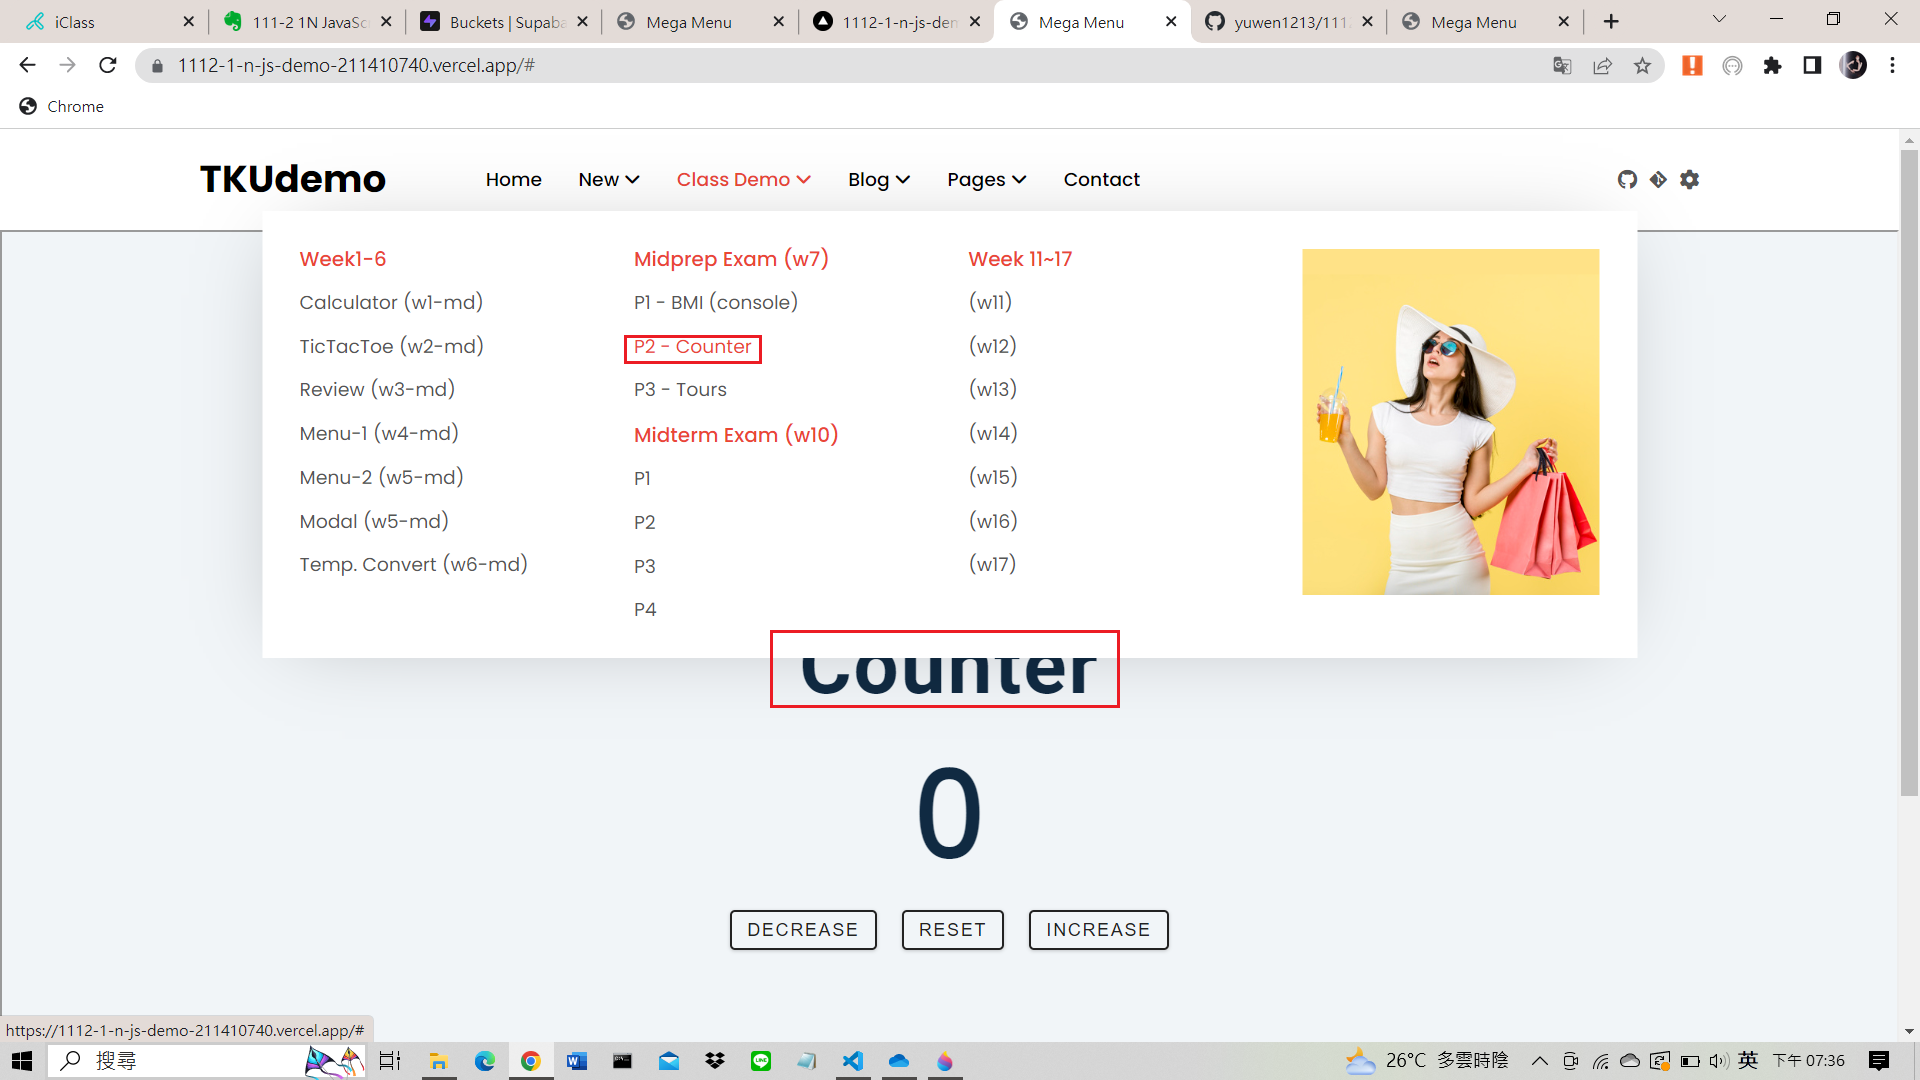 iClass
111-2 1N JavaSc
Buckets | Supaba
Mega Menu
1112-1-n-js-dem
Mega Menu
yuwen1213/111
Mega Menu
1112-1-n-js-demo-211410740.vercel.app/#
Chrome
TKUdemo
Home
New
Class Demo
Blog
Pages
Contact
Week1-6
Calculator (w1-md)
TicTacToe (w2-md)
Review (w3-md)
Menu-1 (w4-md)
Menu-2 (w5-md)
Modal (w5-md)
Temp. Convert (w6-md)
Midprep Exam (w7)
P1 - BMI (console)
P2 - Counter
P3 - Tours
Midterm Exam (w10)
P1
P2
P3
P4
Week 11~17
(w11)
(w12)
(w13)
(w14)
(w15)
(w16)
(w17)
Counter
0
DECREASE
RESET
INCREASE
https://1112-1-n-js-demo-211410740.vercel.app/#
搜尋
26°C 多雲時陰
英
下午 07:36